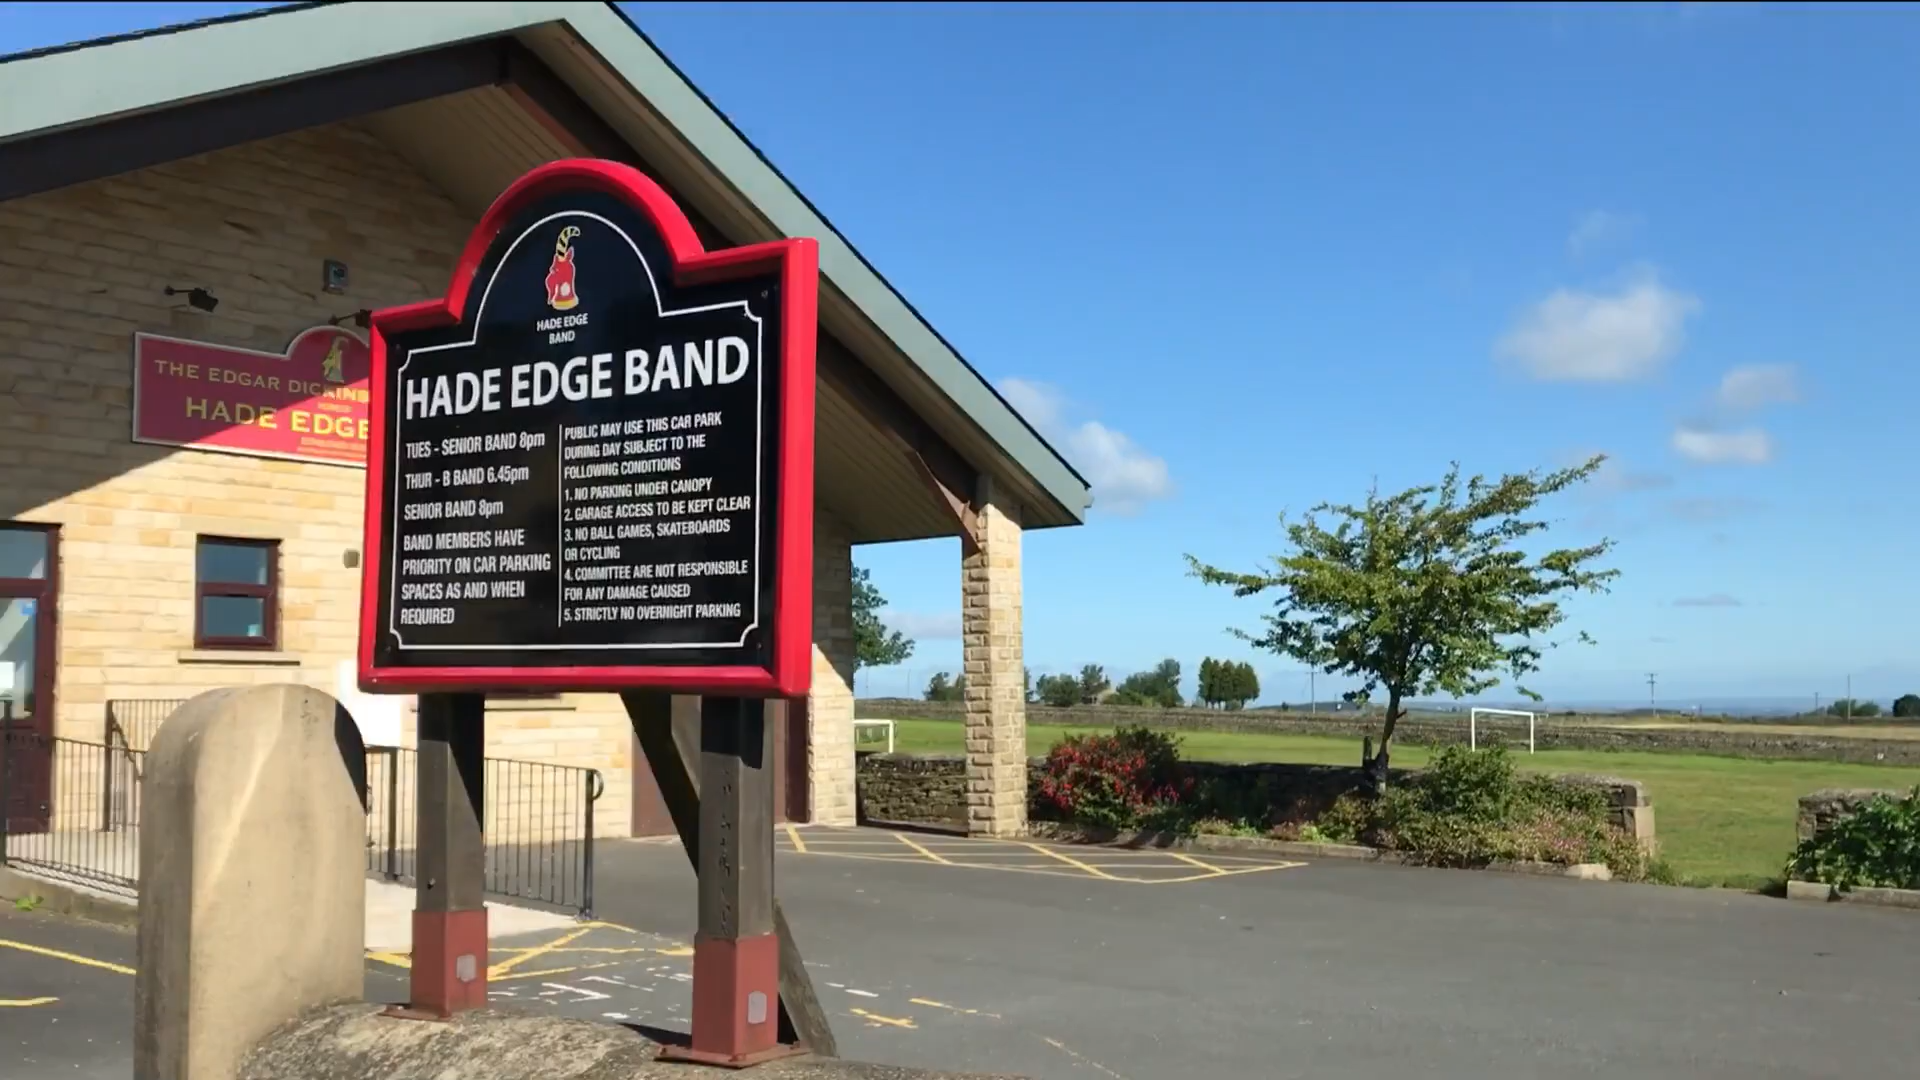 THE EDGAR DICKINS
HADE EDGE
HADE EDGE
BAND
HADE EDGE BAND
TUES - SENIOR BAND 8pm
THUR - B BAND 6.45pm
SENIOR BAND 8pm
BAND MEMBERS HAVE
PRIORITY ON CAR PARKING
SPACES AS AND WHEN
REQUIRED
PUBLIC MAY USE THIS CAR PARK
DURING DAY SUBJECT TO THE
FOLLOWING CONDITIONS
1. NO PARKING UNDER CANOPY
2. GARAGE ACCESS TO BE KEPT CLEAR
3. NO BALL GAMES, SKATEBOARDS
OR CYCLING
4. COMMITTEE ARE NOT RESPONSIBLE
FOR ANY DAMAGE CAUSED
5. STRICTLY NO OVERNIGHT PARKING